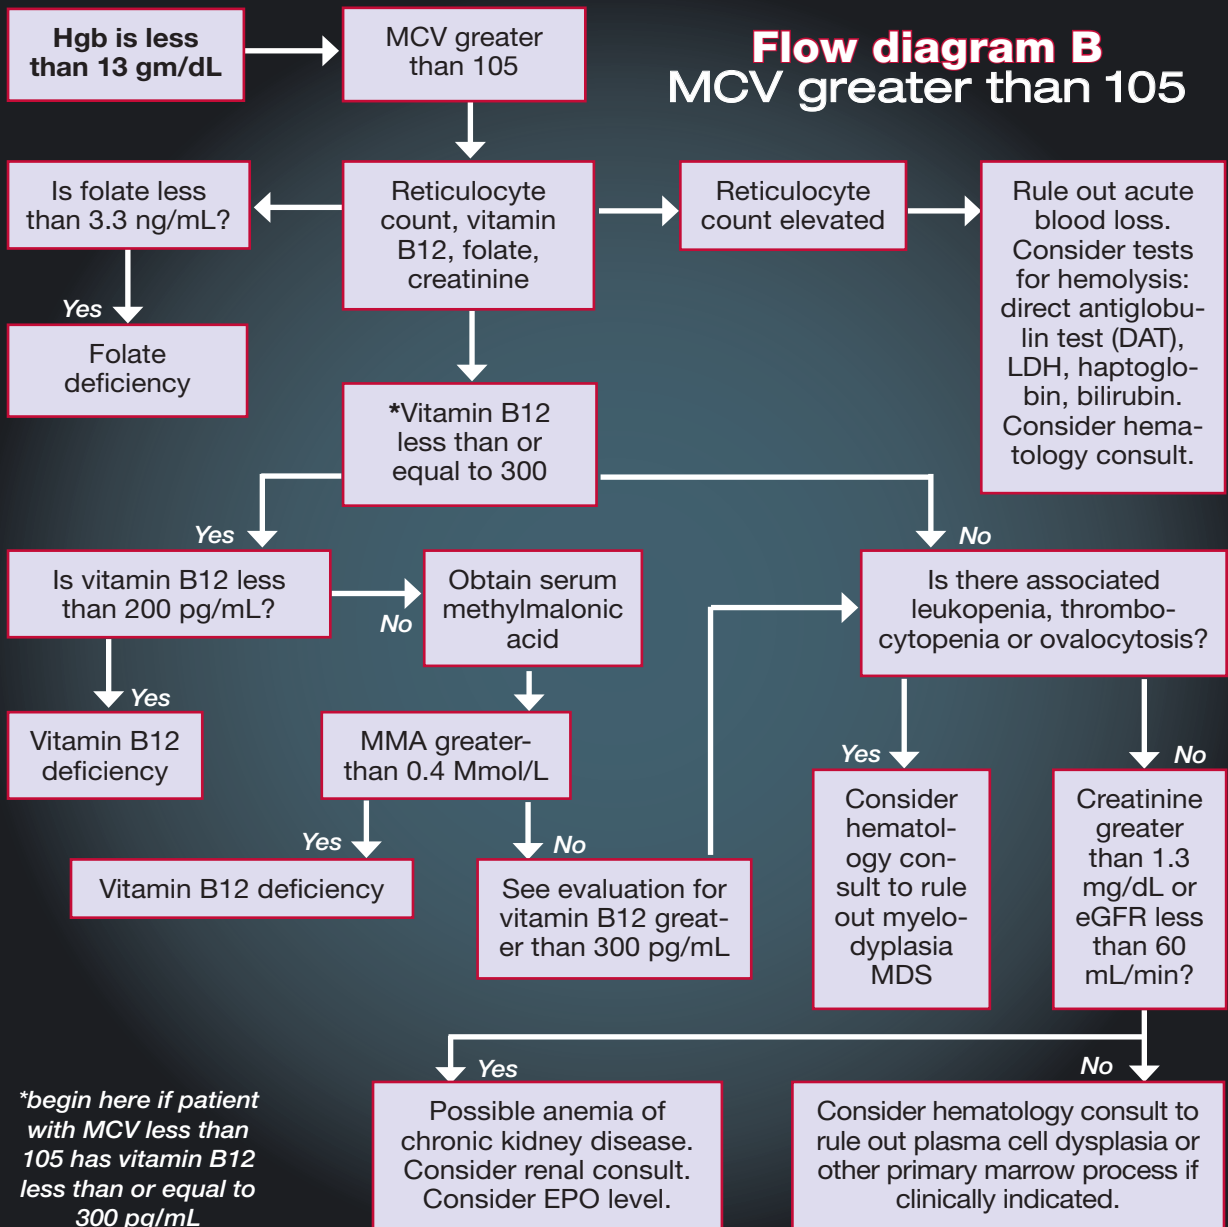 Hgb is less
than 13 gm/dL
MCV greater
than 105
Flow diagram B
MCV greater than 105
Is folate less
than 3.3 ng/mL?
Reticulocyte
count, vitamin
B12, folate,
creatinine
Reticulocyte
count elevated
Rule out acute
blood loss.
Consider tests
for hemolysis:
direct antiglobu-
lin test (DAT),
LDH, haptoglo-
bin, bilirubin.
Consider hema-
tology consult.
Yes
Folate
deficiency
*Vitamin B12
less than or
equal to 300
Yes
No
Is vitamin B12 less
than 200 pg/mL?
No
Obtain serum
methylmalonic
acid
Is there associated
leukopenia, thrombo-
cytopenia or ovalocytosis?
Yes
Vitamin B12
deficiency
MMA greater-
than 0.4 Mmol/L
Yes
No
Consider
hematol-
ogy con-
sult to rule
out myelo-
dyplasia
MDS
Creatinine
greater
than 1.3
mg/dL or
eGFR less
than 60
mL/min?
Yes
No
Vitamin B12 deficiency
See evaluation for
vitamin B12 great-
er than 300 pg/mL
Yes
No
*begin here if patient
with MCV less than
105 has vitamin B12
less than or equal to
300 pg/mL
Possible anemia of
chronic kidney disease.
Consider renal consult.
Consider EPO level.
Consider hematology consult to
rule out plasma cell dysplasia or
other primary marrow process if
clinically indicated.